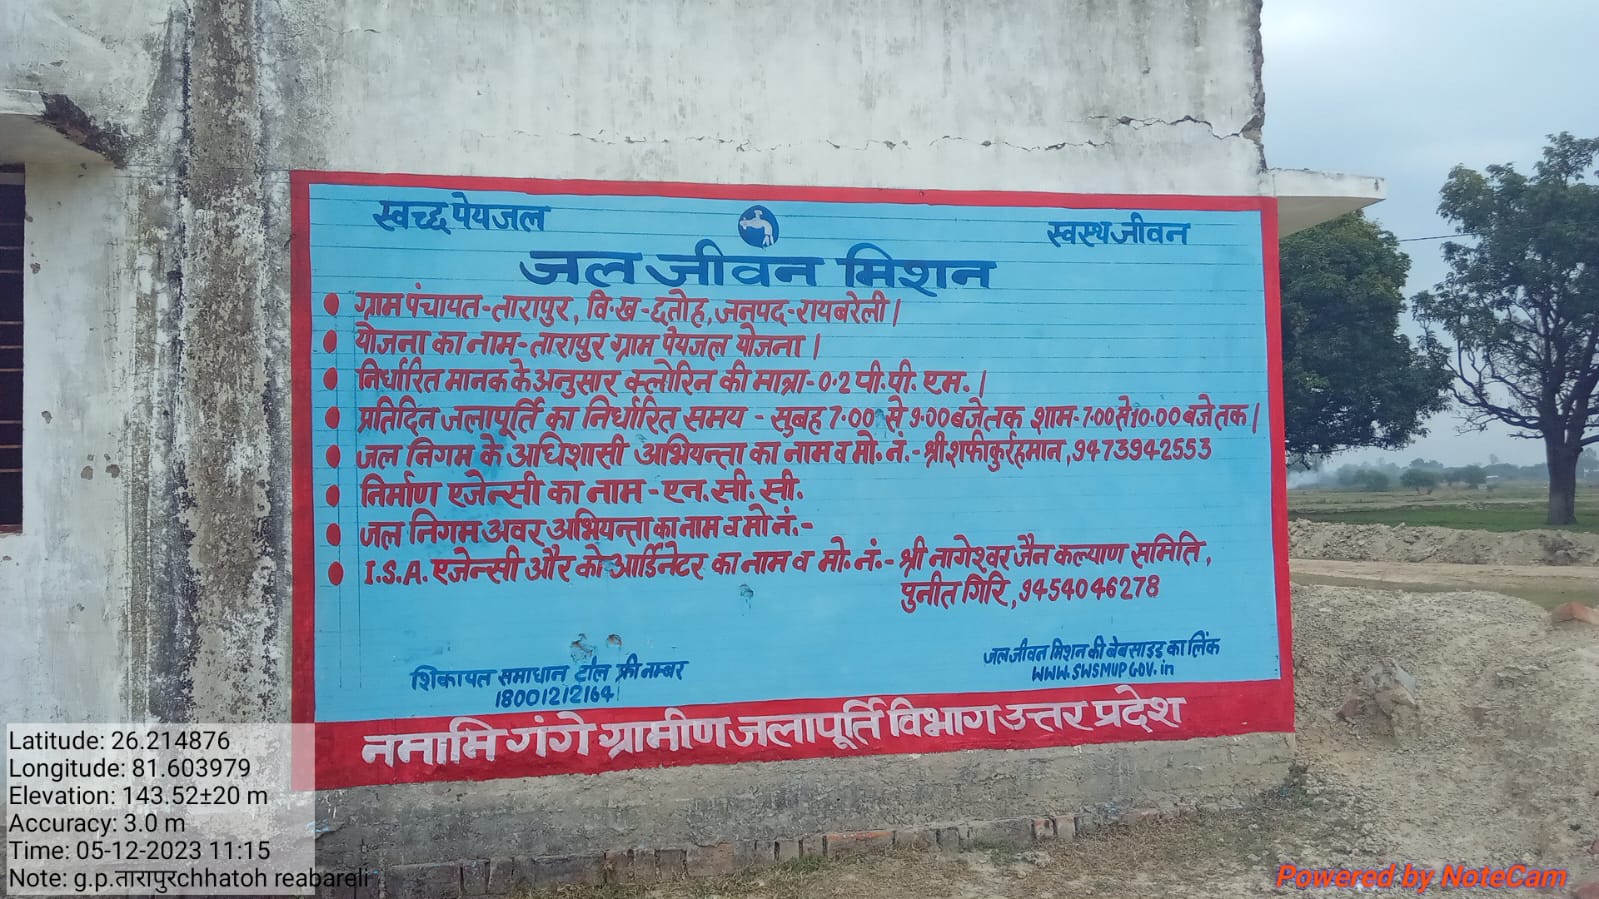 स्वच्छ पेयजल
स्वस्थ जीवन
जल जीवन मिशन
ग्राम पंचायत-तारापुर, वि.ख-छतोह, जनपद-रायबरेली।
योजना का नाम-तारापुर ग्राम पेयजल योजना।
निर्धारित मानक के अनुसार क्लोरिन की मात्रा-0.2 पी.पी. एम.।
प्रतिदिन जलापूर्ति का निर्धारित समय - सुबह 7.00 से 9.00 बजे तक शाम-7.00 से 10.00 बजे तक।
जल निगम के अधिशासी अभियन्ता का नाम व मो. नं.-श्री शफीकुर्रहमान, 9473942553
निर्माण एजेन्सी का नाम-एन. सी. सी.
जल निगम अवर अभियन्ता का नाम व मो नं.-
I.S.A. एजेन्सी और को आर्डिनेटर का नाम व मो. नं.- श्री नागेश्वर जैन कल्याण समिति,
पुनीत गिरि, 9454046278
शिकायत समाधान टोल फ्री नम्बर
18001212164
जल जीवन मिशन की बेबसाइड का लिंक
WWW.SWSMUP GOV.in
नमामि गंगे ग्रामीण जलापूर्ति विभाग उत्तर प्रदेश
Latitude: 26.214876
Longitude: 81.603979
Elevation: 143.52±20 m
Accuracy: 3.0 m
Time: 05-12-2023 11:15
Note: g.p.तारापुरchhatoh reabareli
Powered by NoteCam